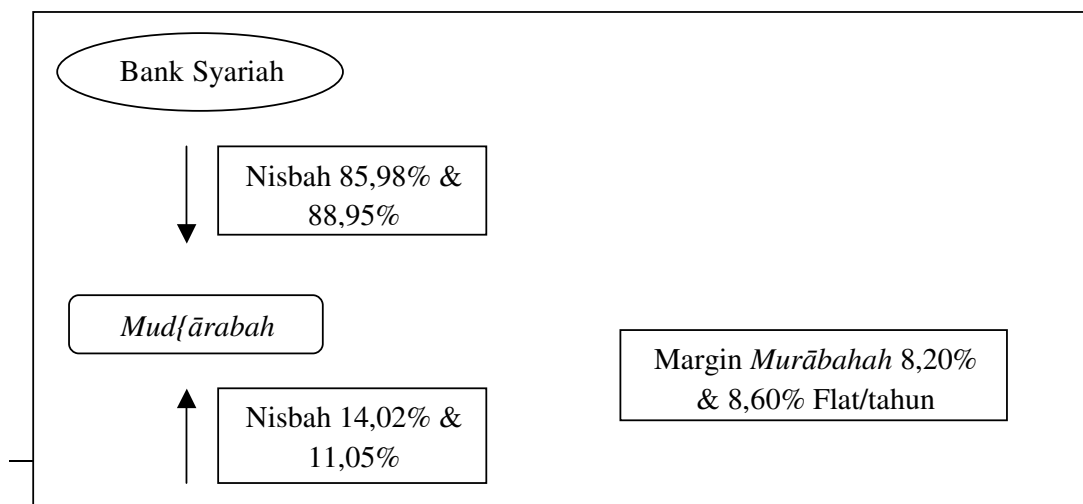 Bank Syariah
Nisbah 85,98% &
88,95%
Mud{ārabah
Margin Murābahah 8,20%
& 8,60% Flat/tahun
Nisbah 14,02% &
11,05%